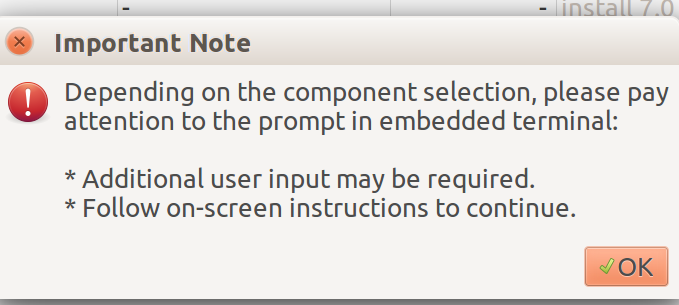 -
-
install 7.0
Important Note
Depending on the component selection, please pay
attention to the prompt in embedded terminal:
* Additional user input may be required.
* Follow on-screen instructions to continue.
OK